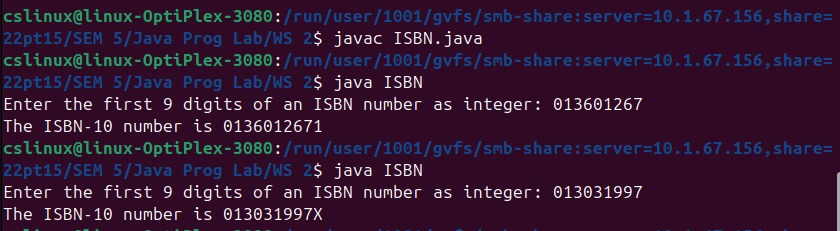 cslinux@linux-OptiPlex-3080:/run/user/1001/gvfs/smb-share:server=10.1.67.156,share=
22pt15/SEM 5/Java Prog Lab/WS 2$ javac ISBN.java
cslinux@linux-OptiPlex-3080:/run/user/1001/gvfs/smb-share:server=10.1.67.156,share=
22pt15/SEM 5/Java Prog Lab/WS 2$ java ISBN
Enter the first 9 digits of an ISBN number as integer: 013601267
The ISBN-10 number is 0136012671
cslinux@linux-OptiPlex-3080:/run/user/1001/gvfs/smb-share:server=10.1.67.156,share=
22pt15/SEM 5/Java Prog Lab/WS 2$ java ISBN
Enter the first 9 digits of an ISBN number as integer: 013031997
The ISBN-10 number is 013031997X